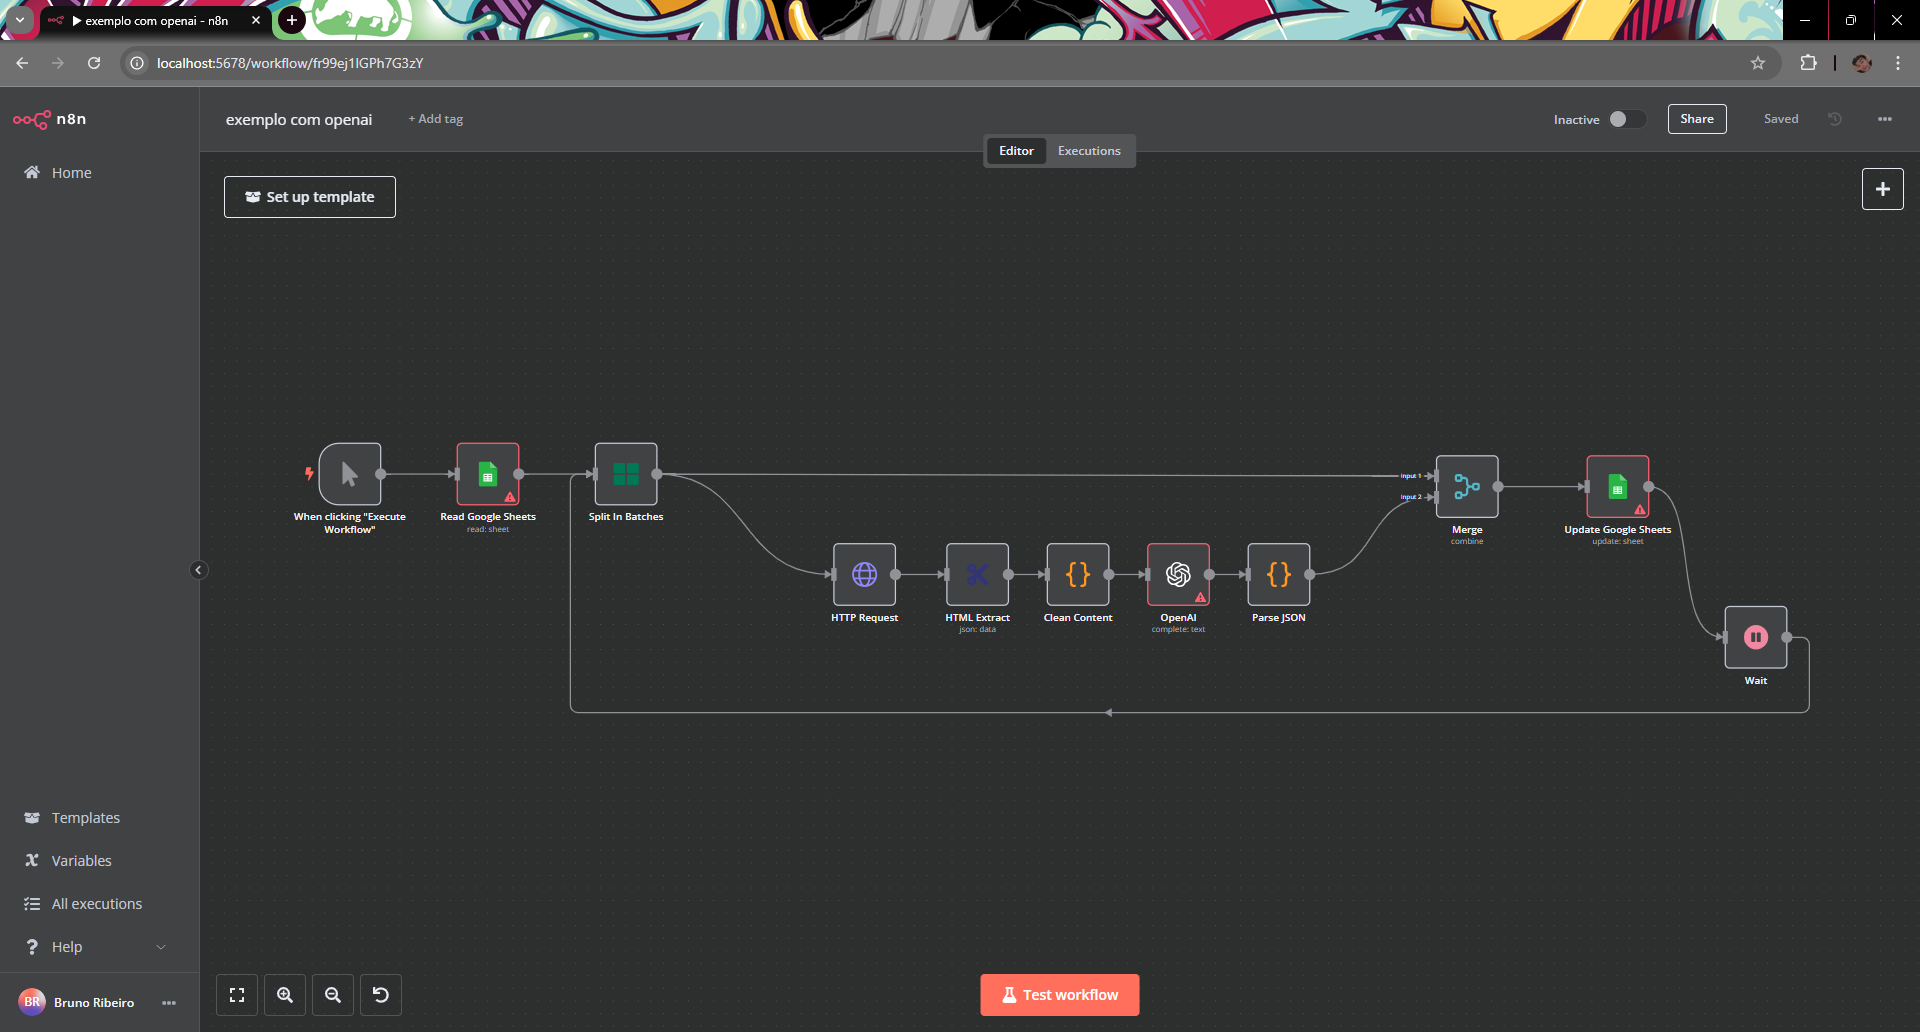 exemplo com openai - n8n
localhost:5678/workflow/fr99ej1IGPh7G3zY
n8n
exemplo com openai
+ Add tag
Inactive
Share
Saved
Editor
Executions
Home
Set up template
When clicking "Execute
Workflow"
Read Google Sheets
read: sheet
Split In Batches
Input 1
Input 2
Merge
combine
Update Google Sheets
update: sheet
HTTP Request
HTML Extract
json: data
Clean Content
OpenAI
complete: text
Parse JSON
Wait
Templates
Variables
All executions
Help
BR
Bruno Ribeiro
Test workflow